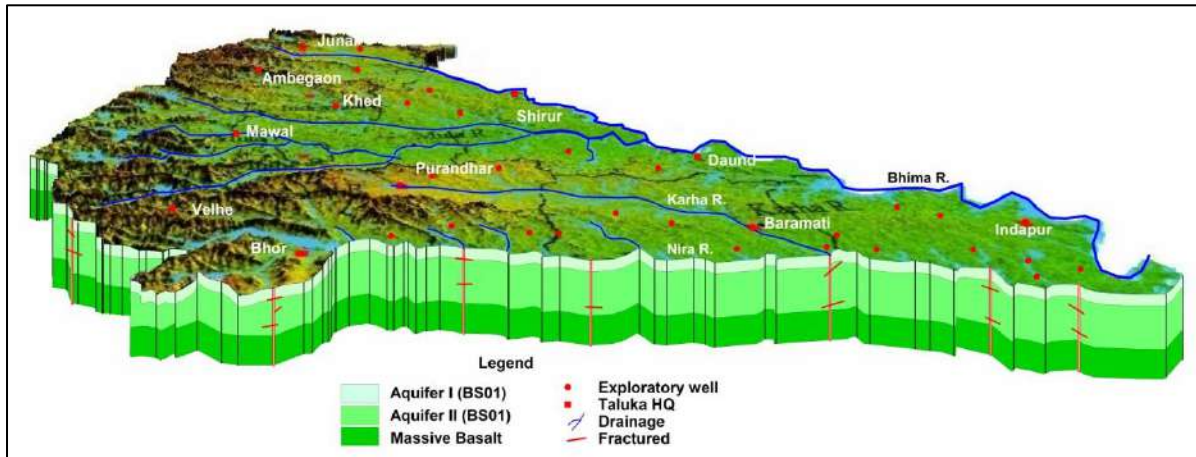 Ambegaon
Khed
Shirur
Mawal
Daund
Purandhar
Bhima R.
Karha R.
Velhe
Baramati
Indapur
Bhor
Nira R.
Legend
Aquifer I (BS01)
Aquifer II (BS01)
Massive Basalt
Exploratory well
Taluka HQ
Drainage
Fractured